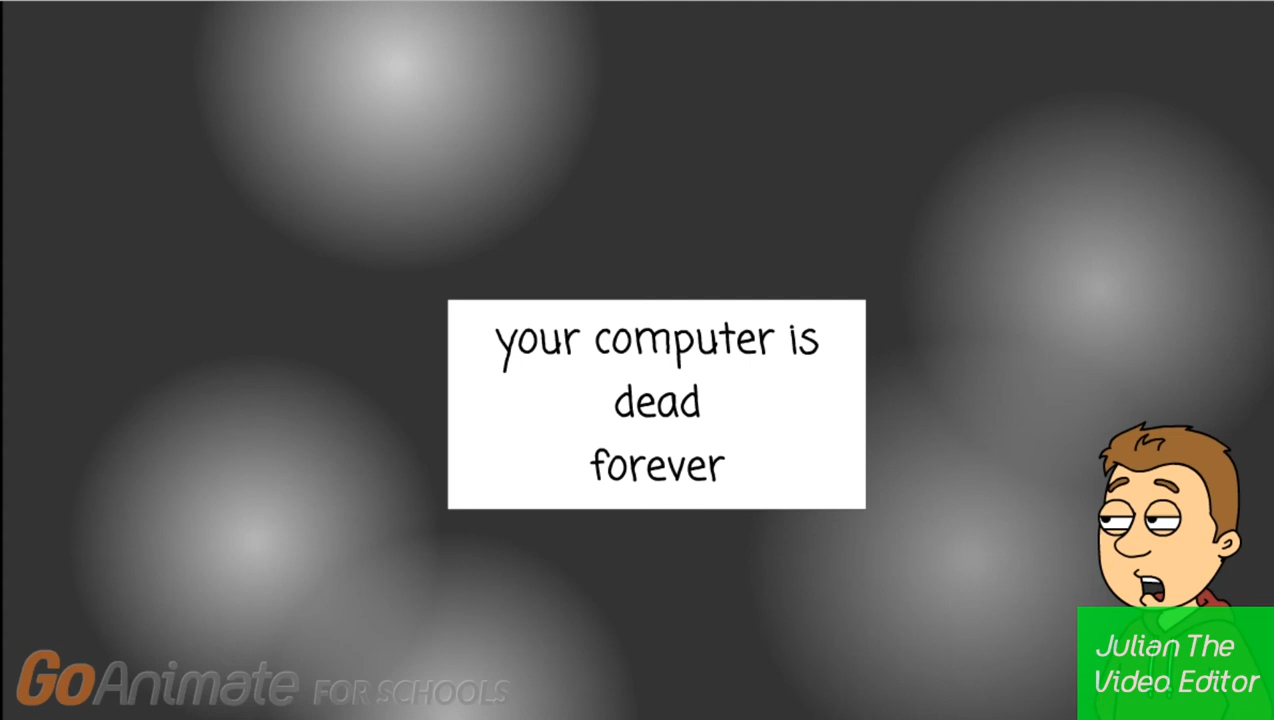 your computer is
dead
forever
GoAnimate FOR SCHOOLS
Julian The
Video Editor